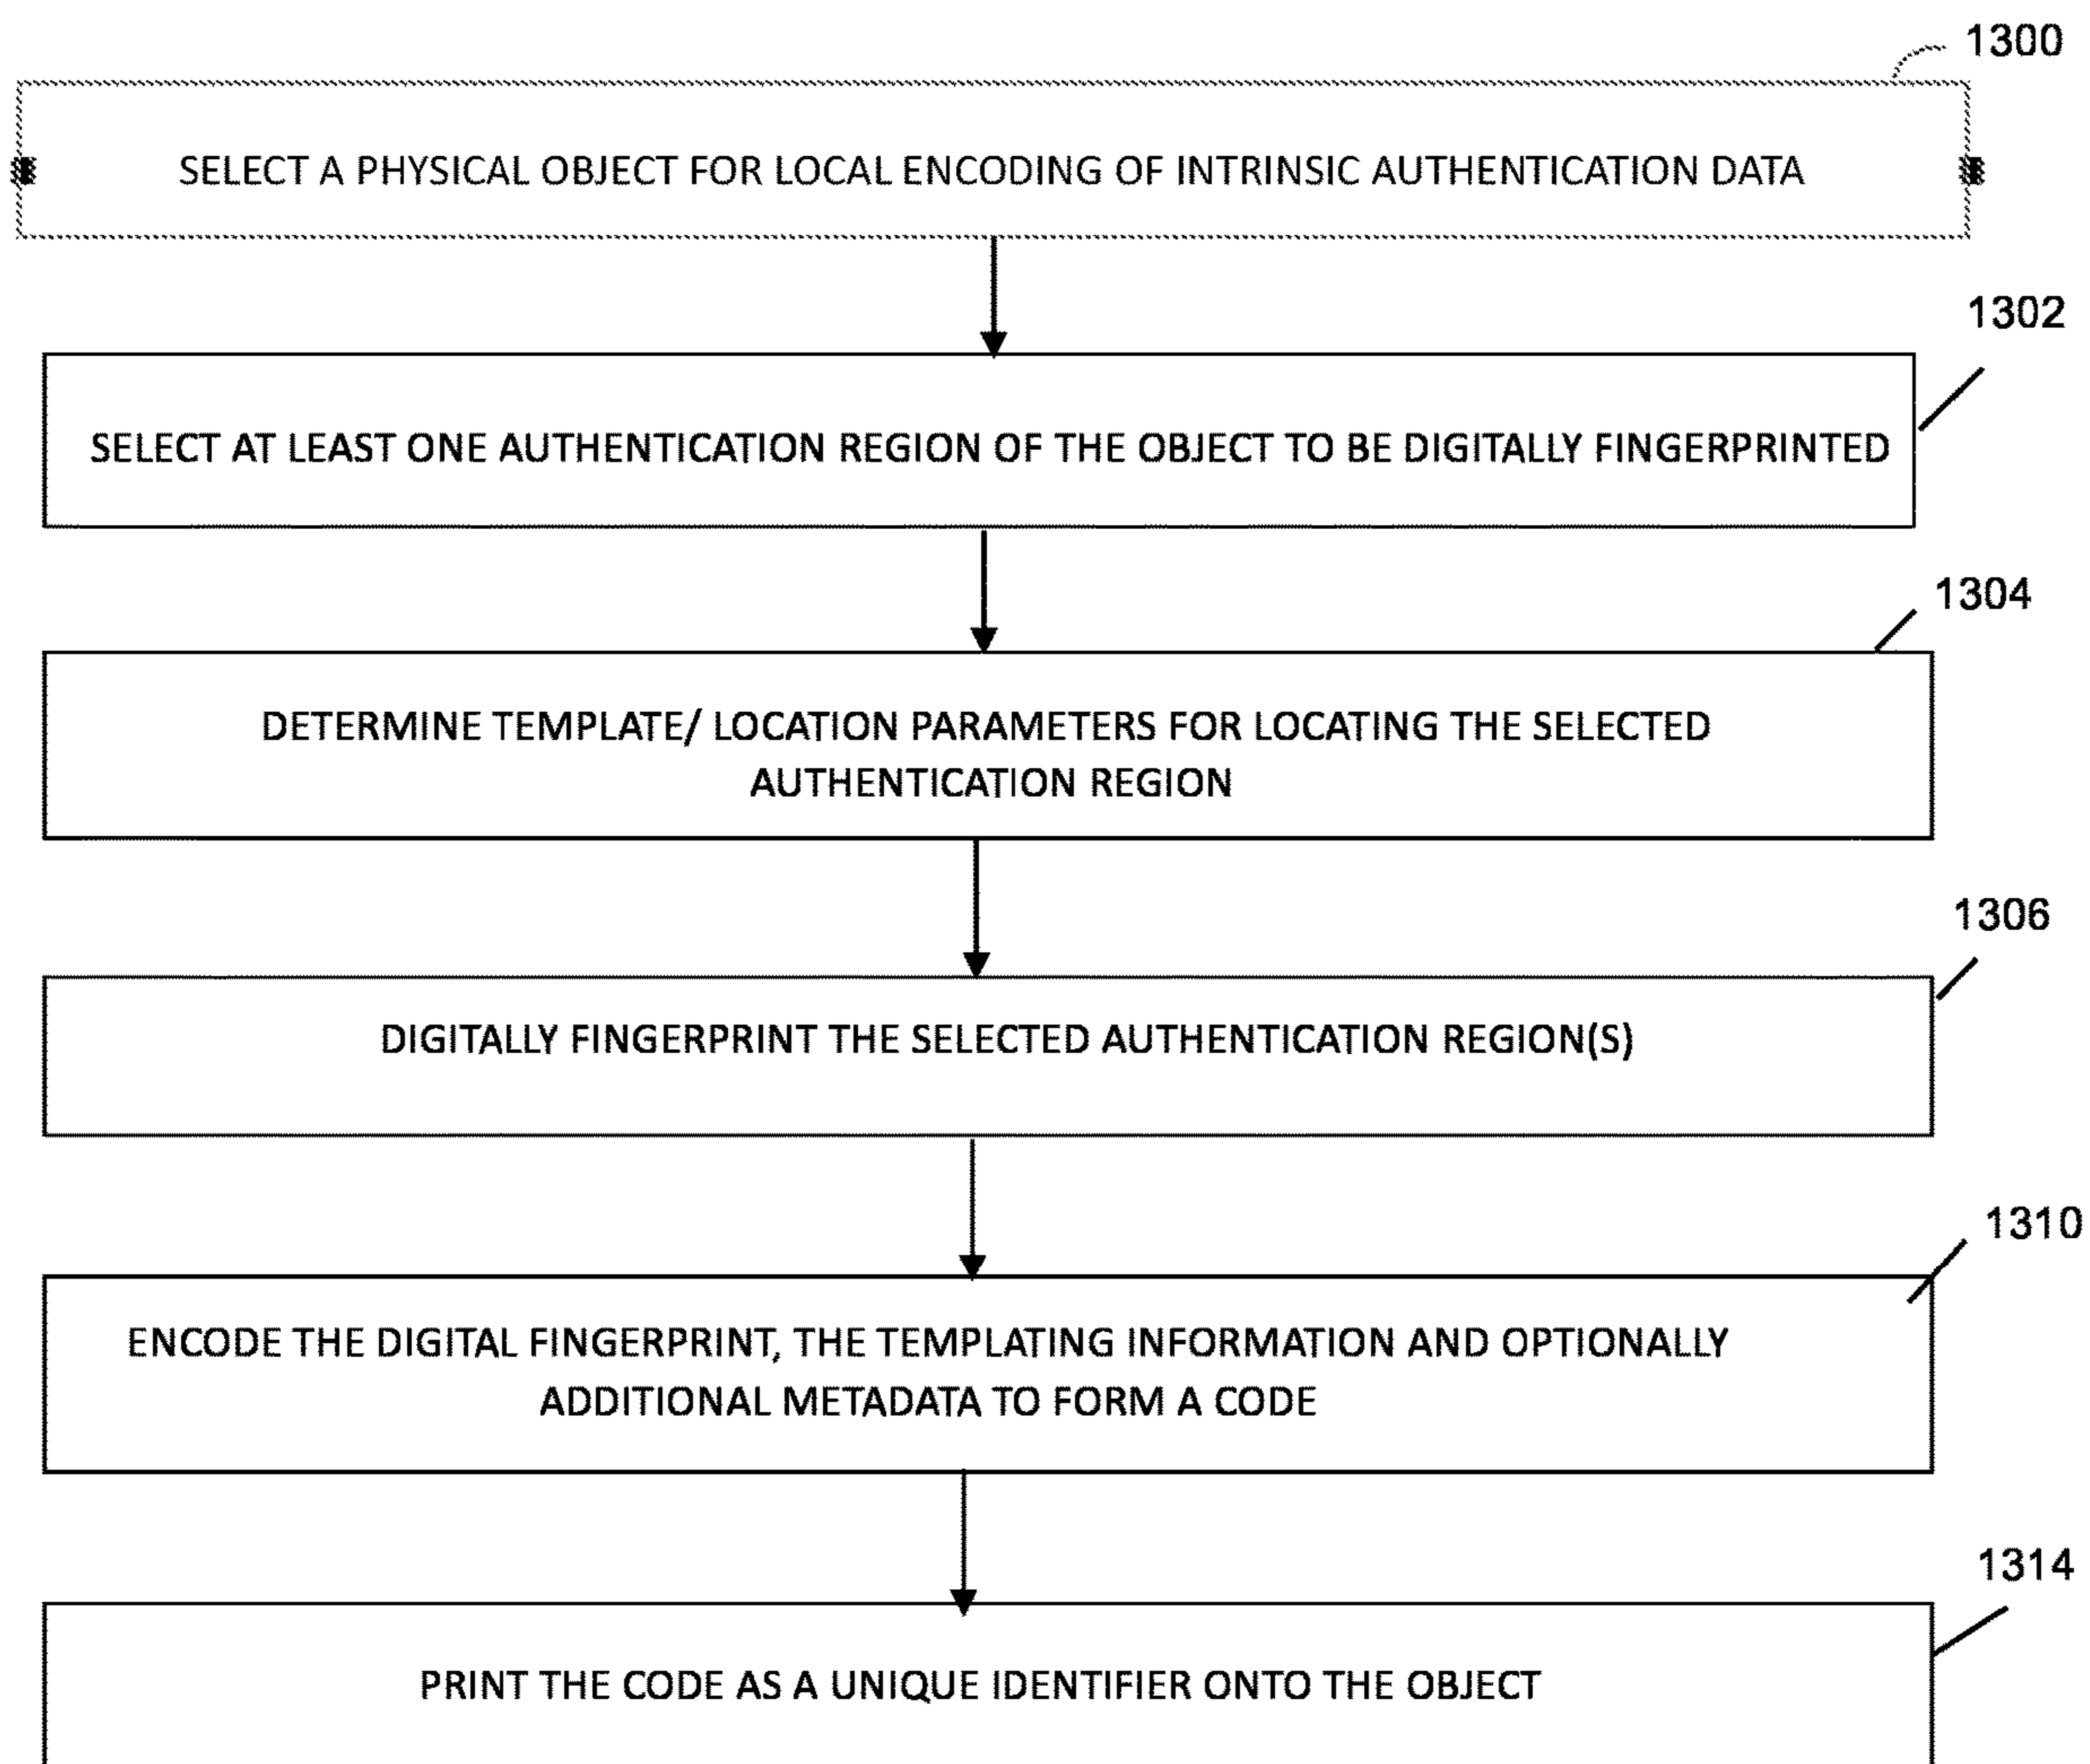 1300
SELECT A PHYSICAL OBJECT FOR LOCAL ENCODING OF INTRINSIC AUTHENTICATION DATA
1302
SELECT AT LEAST ONE AUTHENTICATION REGION OF THE OBJECT TO BE DIGITALLY FINGERPRINTED
1304
DETERMINE TEMPLATE/ LOCATION PARAMETERS FOR LOCATING THE SELECTED
AUTHENTICATION REGION
1306
DIGITALLY FINGERPRINT THE SELECTED AUTHENTICATION REGION(S)
1310
ENCODE THE DIGITAL FINGERPRINT, THE TEMPLATING INFORMATION AND OPTIONALLY
ADDITIONAL METADATA TO FORM A CODE
1314
PRINT THE CODE AS A UNIQUE IDENTIFIER ONTO THE OBJECT